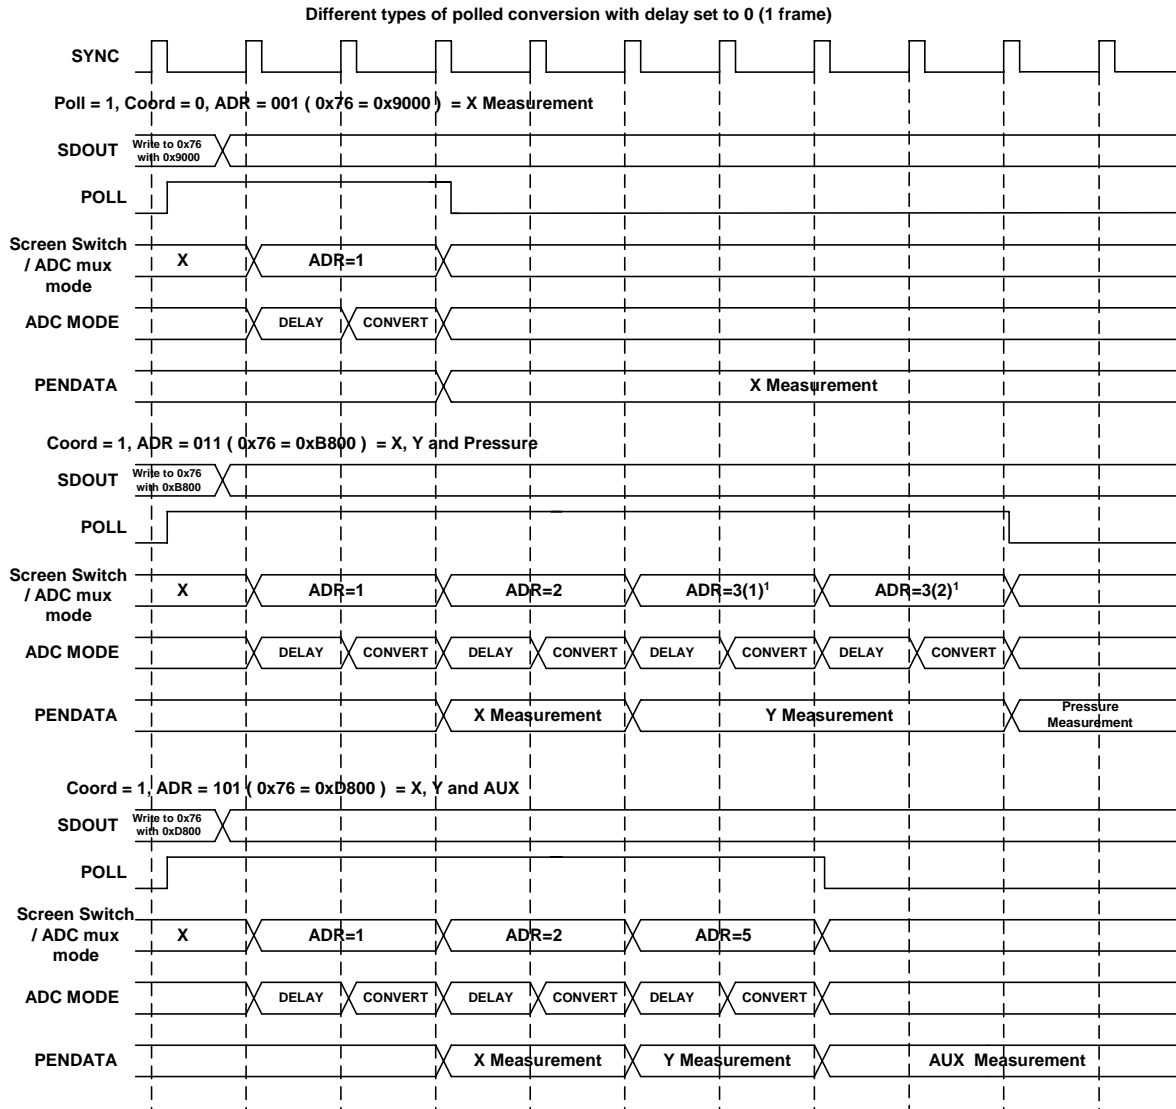 Different types of polled conversion with delay set to 0 (1 frame)
SYNC
Poll = 1, Coord = 0, ADR = 001 ( 0x76 = 0x9000 ) = X Measurement
SDOUT
Write to 0x76
with 0x9000
POLL
Screen Switch
/ ADC mux
mode
X
ADR=1
ADC MODE
DELAY
CONVERT
PENDATA
X Measurement
Coord = 1, ADR = 011 ( 0x76 = 0xB800 ) = X, Y and Pressure
SDOUT
Write to 0x76
with 0xB800
POLL
Screen Switch
/ ADC mux
mode
X
ADR=1
ADR=2
ADR=3(1)¹
ADR=3(2)¹
ADC MODE
DELAY
CONVERT
DELAY
CONVERT
DELAY
CONVERT
DELAY
CONVERT
PENDATA
X Measurement
Y Measurement
Pressure
Measurement
Coord = 1, ADR = 101 ( 0x76 = 0xD800 ) = X, Y and AUX
SDOUT
Write to 0x76
with 0xD800
POLL
Screen Switch
/ ADC mux
mode
X
ADR=1
ADR=2
ADR=5
ADC MODE
DELAY
CONVERT
DELAY
CONVERT
DELAY
CONVERT
PENDATA
X Measurement
Y Measurement
AUX Measurement